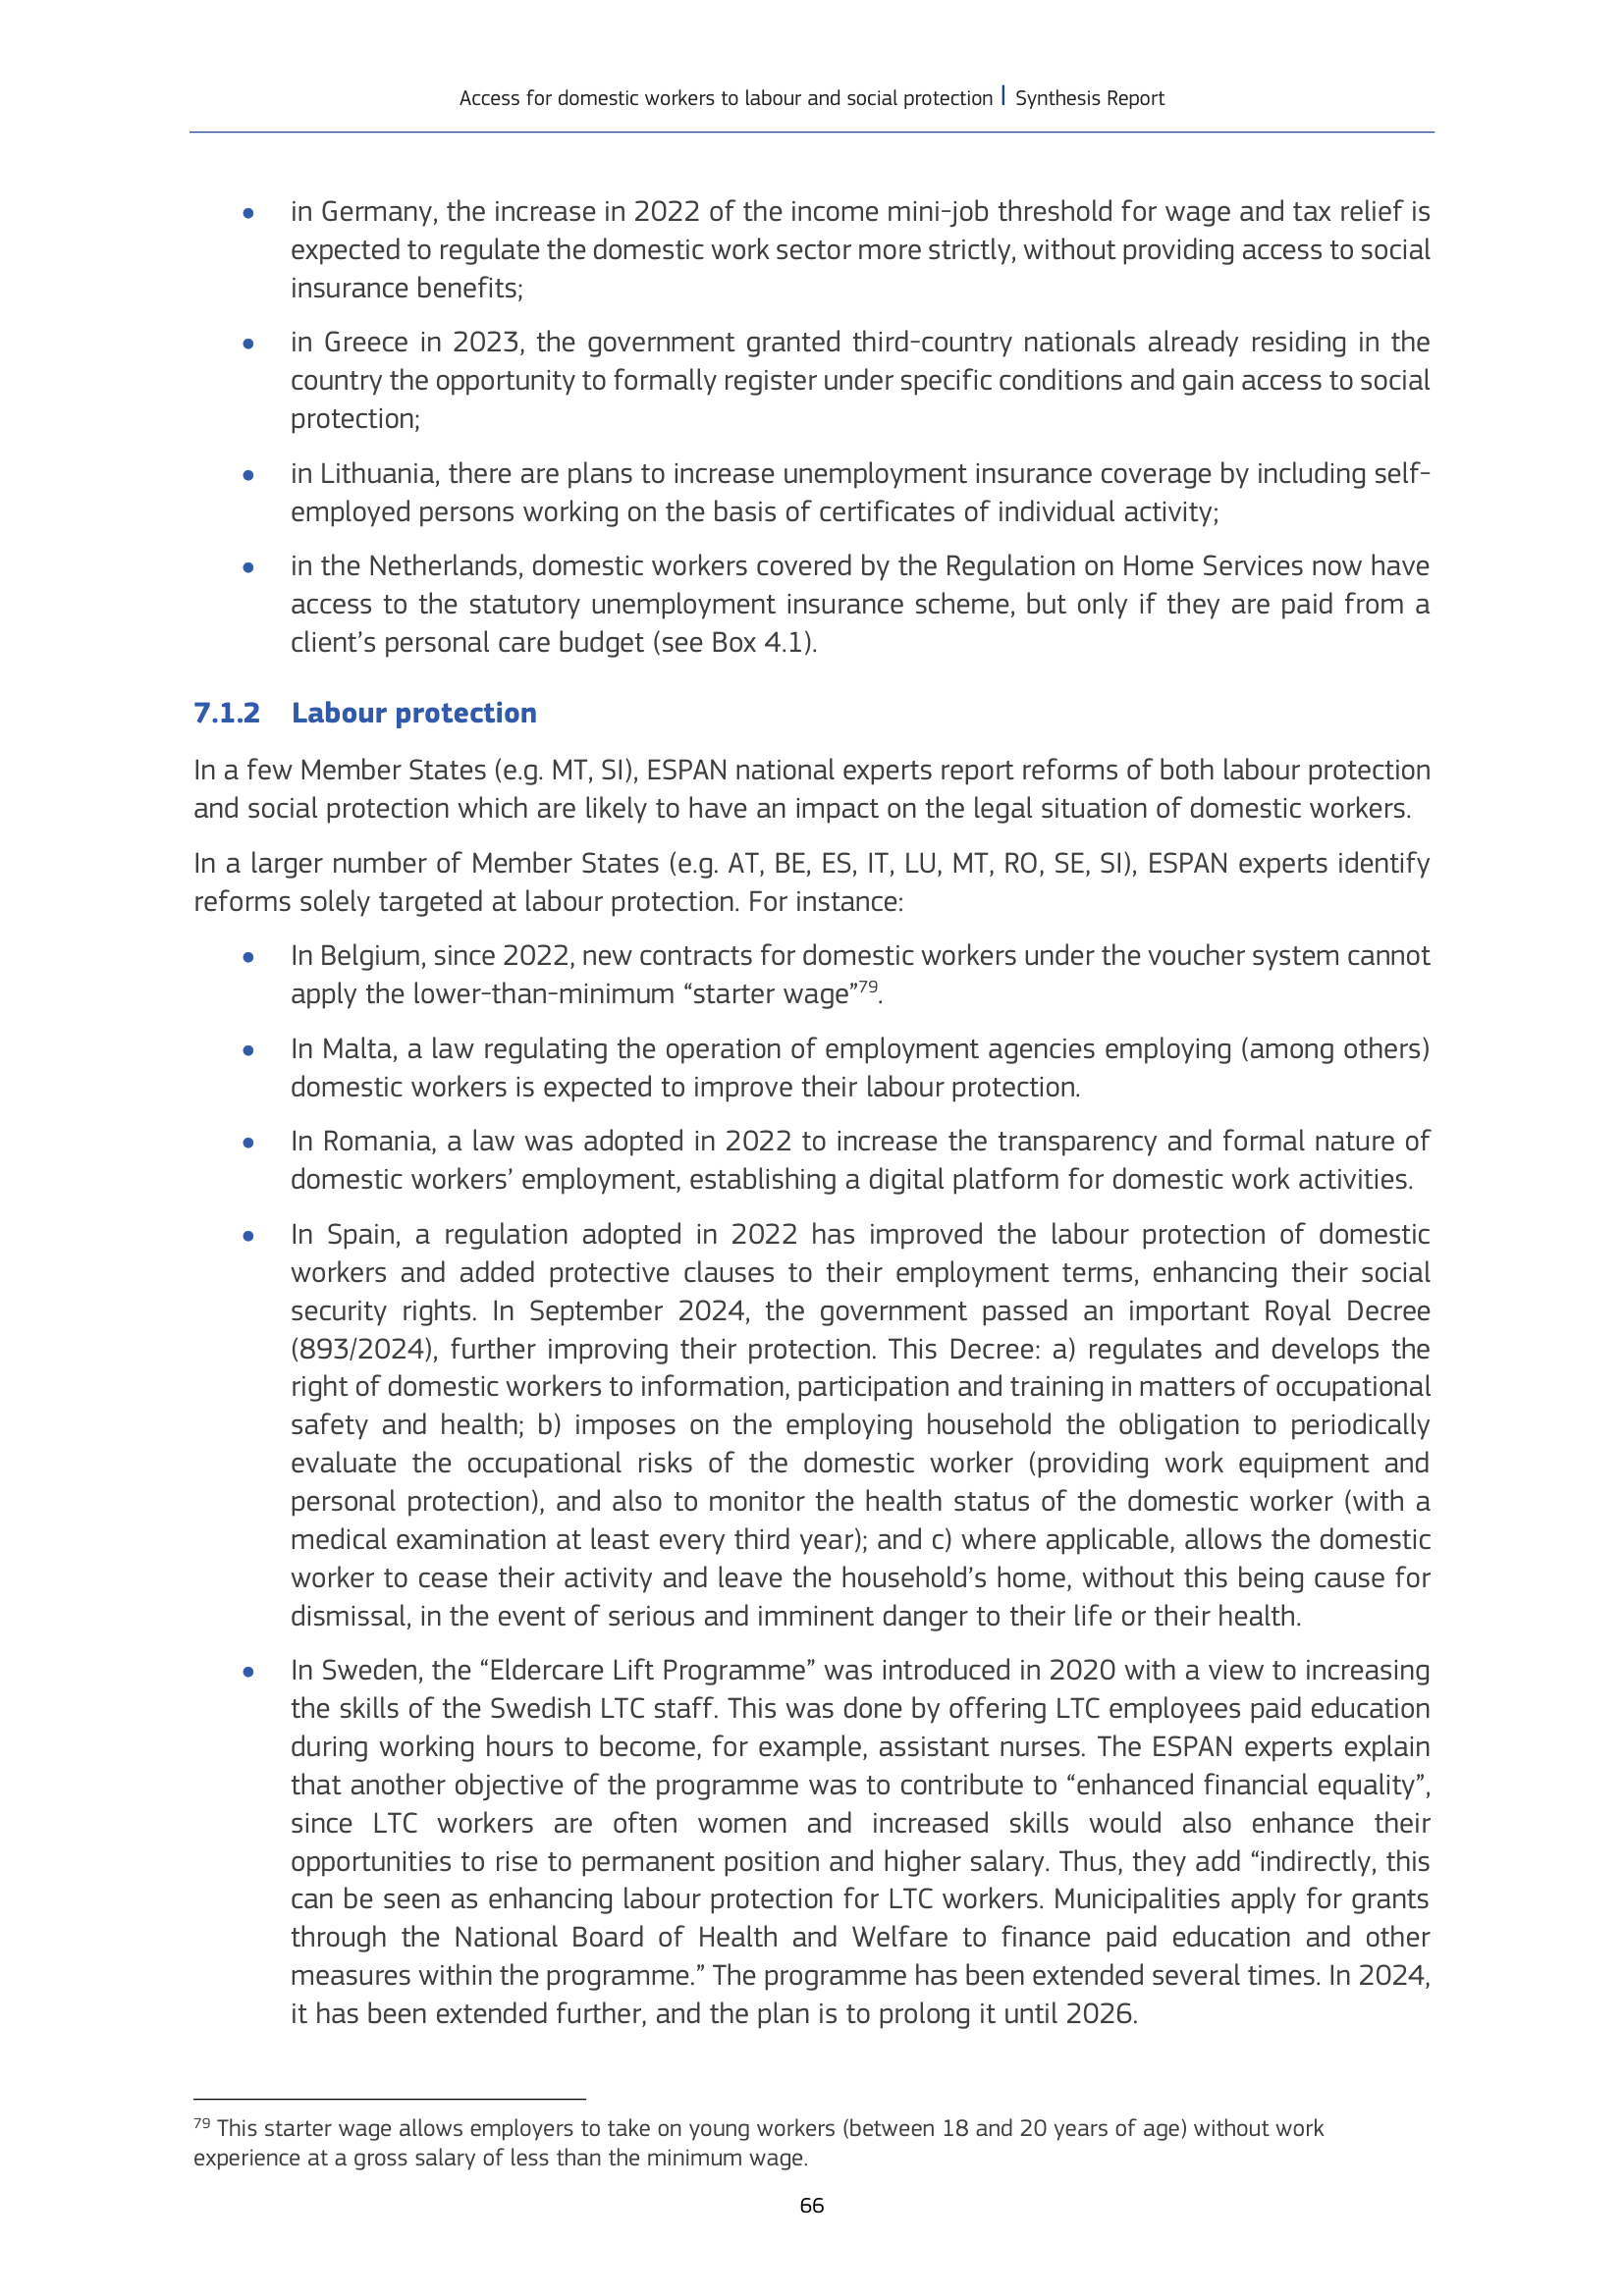 Access for domestic workers to labour and social protection | Synthesis Report
• in Germany, the increase in 2022 of the income mini-job threshold for wage and tax relief is
expected to regulate the domestic work sector more strictly, without providing access to social
insurance benefits;
• in Greece in 2023, the government granted third-country nationals already residing in the
country the opportunity to formally register under specific conditions and gain access to social
protection;
• in Lithuania, there are plans to increase unemployment insurance coverage by including self-
employed persons working on the basis of certificates of individual activity;
• in the Netherlands, domestic workers covered by the Regulation on Home Services now have
access to the statutory unemployment insurance scheme, but only if they are paid from a
client’s personal care budget (see Box 4.1).
7.1.2 Labour protection
In a few Member States (e.g. MT, SI), ESPAN national experts report reforms of both labour protection
and social protection which are likely to have an impact on the legal situation of domestic workers.
In a larger number of Member States (e.g. AT, BE, ES, IT, LU, MT, RO, SE, SI), ESPAN experts identify
reforms solely targeted at labour protection. For instance:
• In Belgium, since 2022, new contracts for domestic workers under the voucher system cannot
apply the lower-than-minimum “starter wage”79.
• In Malta, a law regulating the operation of employment agencies employing (among others)
domestic workers is expected to improve their labour protection.
• In Romania, a law was adopted in 2022 to increase the transparency and formal nature of
domestic workers’ employment, establishing a digital platform for domestic work activities.
• In Spain, a regulation adopted in 2022 has improved the labour protection of domestic
workers and added protective clauses to their employment terms, enhancing their social
security rights. In September 2024, the government passed an important Royal Decree
(893/2024), further improving their protection. This Decree: a) regulates and develops the
right of domestic workers to information, participation and training in matters of occupational
safety and health; b) imposes on the employing household the obligation to periodically
evaluate the occupational risks of the domestic worker (providing work equipment and
personal protection), and also to monitor the health status of the domestic worker (with a
medical examination at least every third year); and c) where applicable, allows the domestic
worker to cease their activity and leave the household’s home, without this being cause for
dismissal, in the event of serious and imminent danger to their life or their health.
• In Sweden, the “Eldercare Lift Programme” was introduced in 2020 with a view to increasing
the skills of the Swedish LTC staff. This was done by offering LTC employees paid education
during working hours to become, for example, assistant nurses. The ESPAN experts explain
that another objective of the programme was to contribute to “enhanced financial equality”,
since LTC workers are often women and increased skills would also enhance their
opportunities to rise to permanent position and higher salary. Thus, they add “indirectly, this
can be seen as enhancing labour protection for LTC workers. Municipalities apply for grants
through the National Board of Health and Welfare to finance paid education and other
measures within the programme.” The programme has been extended several times. In 2024,
it has been extended further, and the plan is to prolong it until 2026.
79 This starter wage allows employers to take on young workers (between 18 and 20 years of age) without work
experience at a gross salary of less than the minimum wage.
66